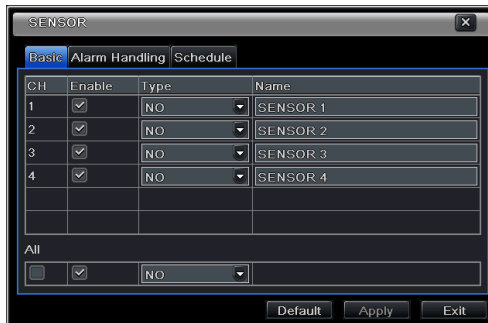 SENSOR
Basic Alarm Handling Schedule
CH Enable Type Name
1 NO SENSOR 1
2 NO SENSOR 2
3 NO SENSOR 3
4 NO SENSOR 4
All
NO
Default Apply Exit